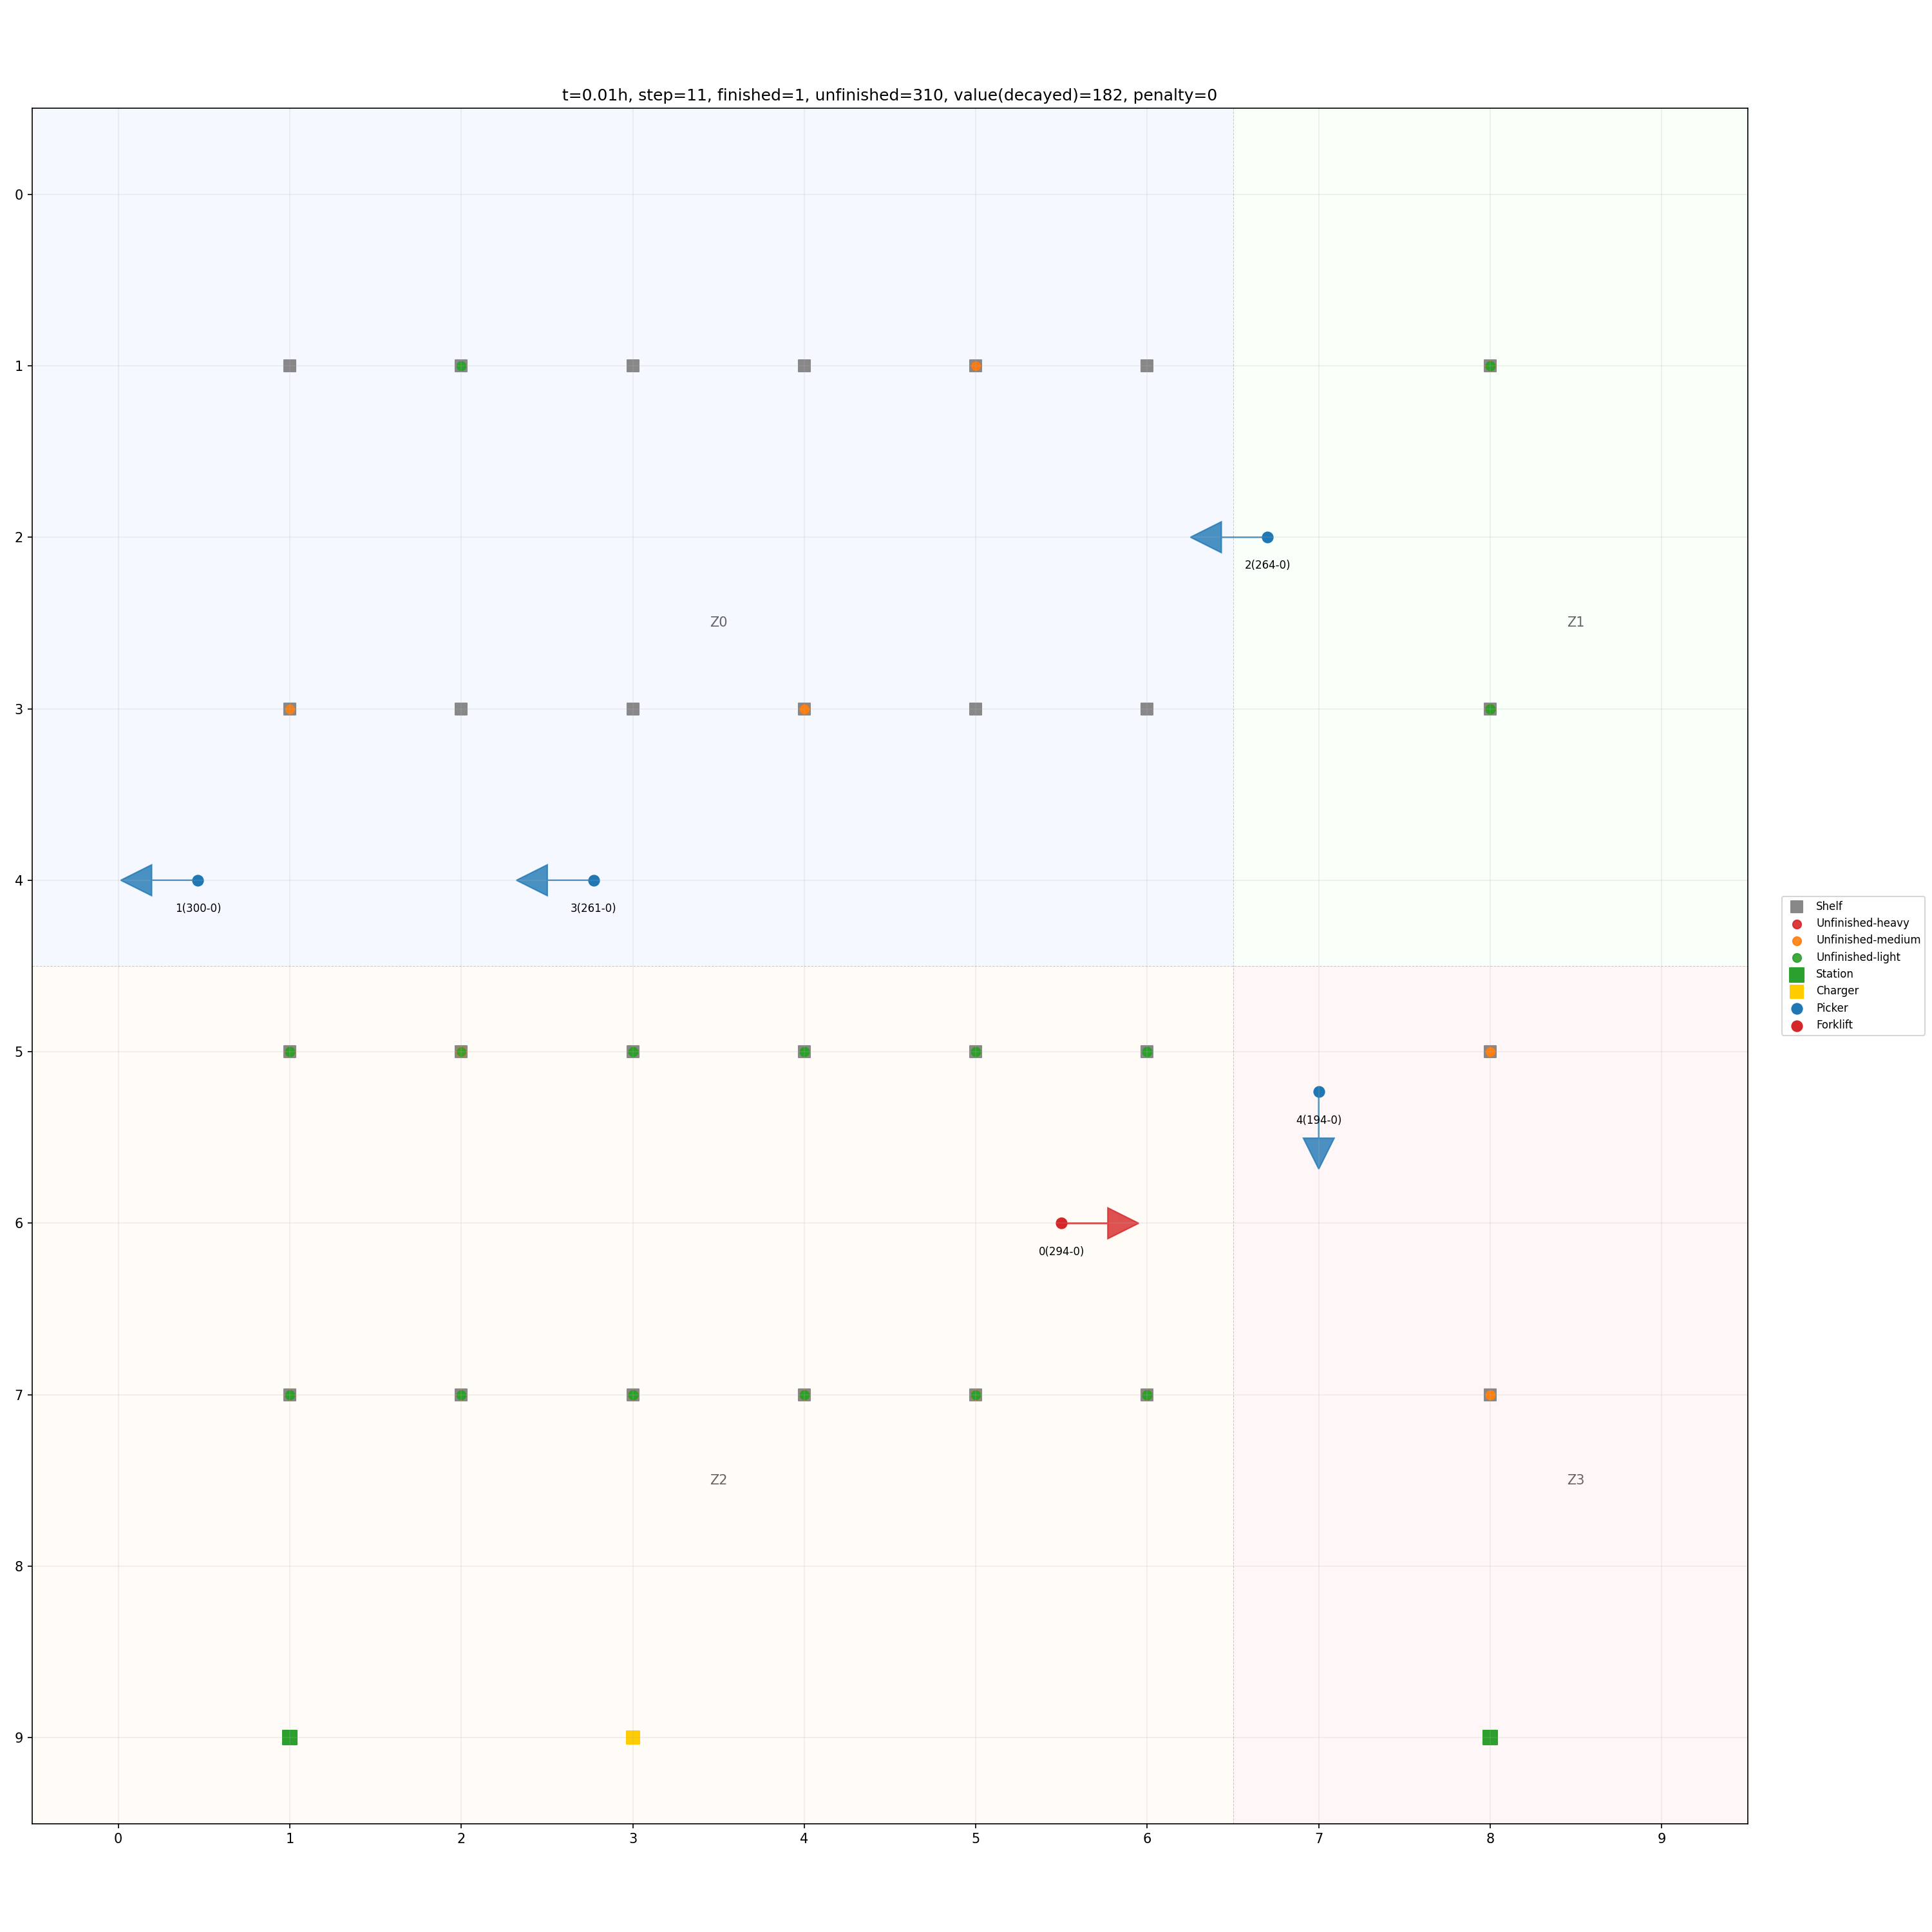 t=0.01h, step=11, finished=1, unfinished=310, value(decayed)=182, penalty=0
0
1
2
2(264-0)
Z0
Z1
3
4
1(300-0)
3(261-0)
Shelf
Unfinished-heavy
Unfinished-medium
Unfinished-light
Station
Charger
Picker
Forklift
5
4(194-0)
6
0(294-0)
7
Z2
Z3
8
9
0
1
2
3
4
5
6
7
8
9